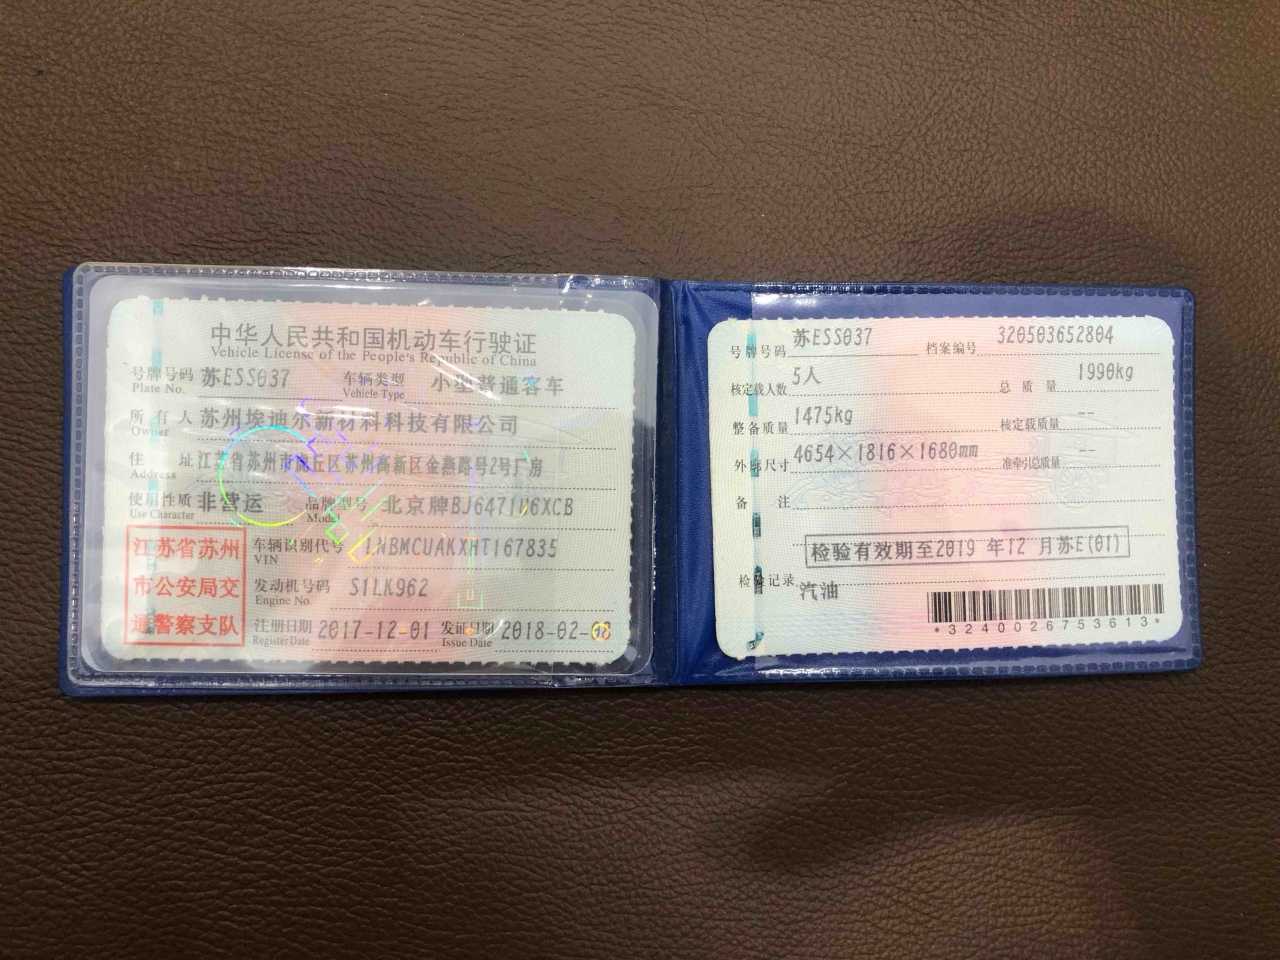 中华人民共和国机动车行驶证
Vehicle License of the People's Republic of China
号牌号码 苏ESS037 车辆类型 小型普通客车
Plate No. Vehicle Type
所有人 苏州埃迪尔新材料科技有限公司
Owner
住址 江苏省苏州市虎丘区苏州高新区金燕路号2号厂房
Address
使用性质 非营运 品牌型号 北京牌BJ6471U6XCB
Use Character Model
江苏省苏州
市公安局交
通警察支队
车辆识别代号 LNBMCUAKXHT167835
VIN
发动机号码 S1LK962
Engine No.
注册日期 2017-12-01 发证日期 2018-02-08
Register Date Issue Date
号牌号码 苏ESS037 档案编号 320503652804
核定载人数 5人 总质量 1990kg
整备质量 1475kg 核定载质量 --
外廓尺寸 4654×1816×1680mm 准牵引总质量 --
备注
检验有效期至2019 年12 月苏E(01)
检验记录
汽油
*3240026753613*